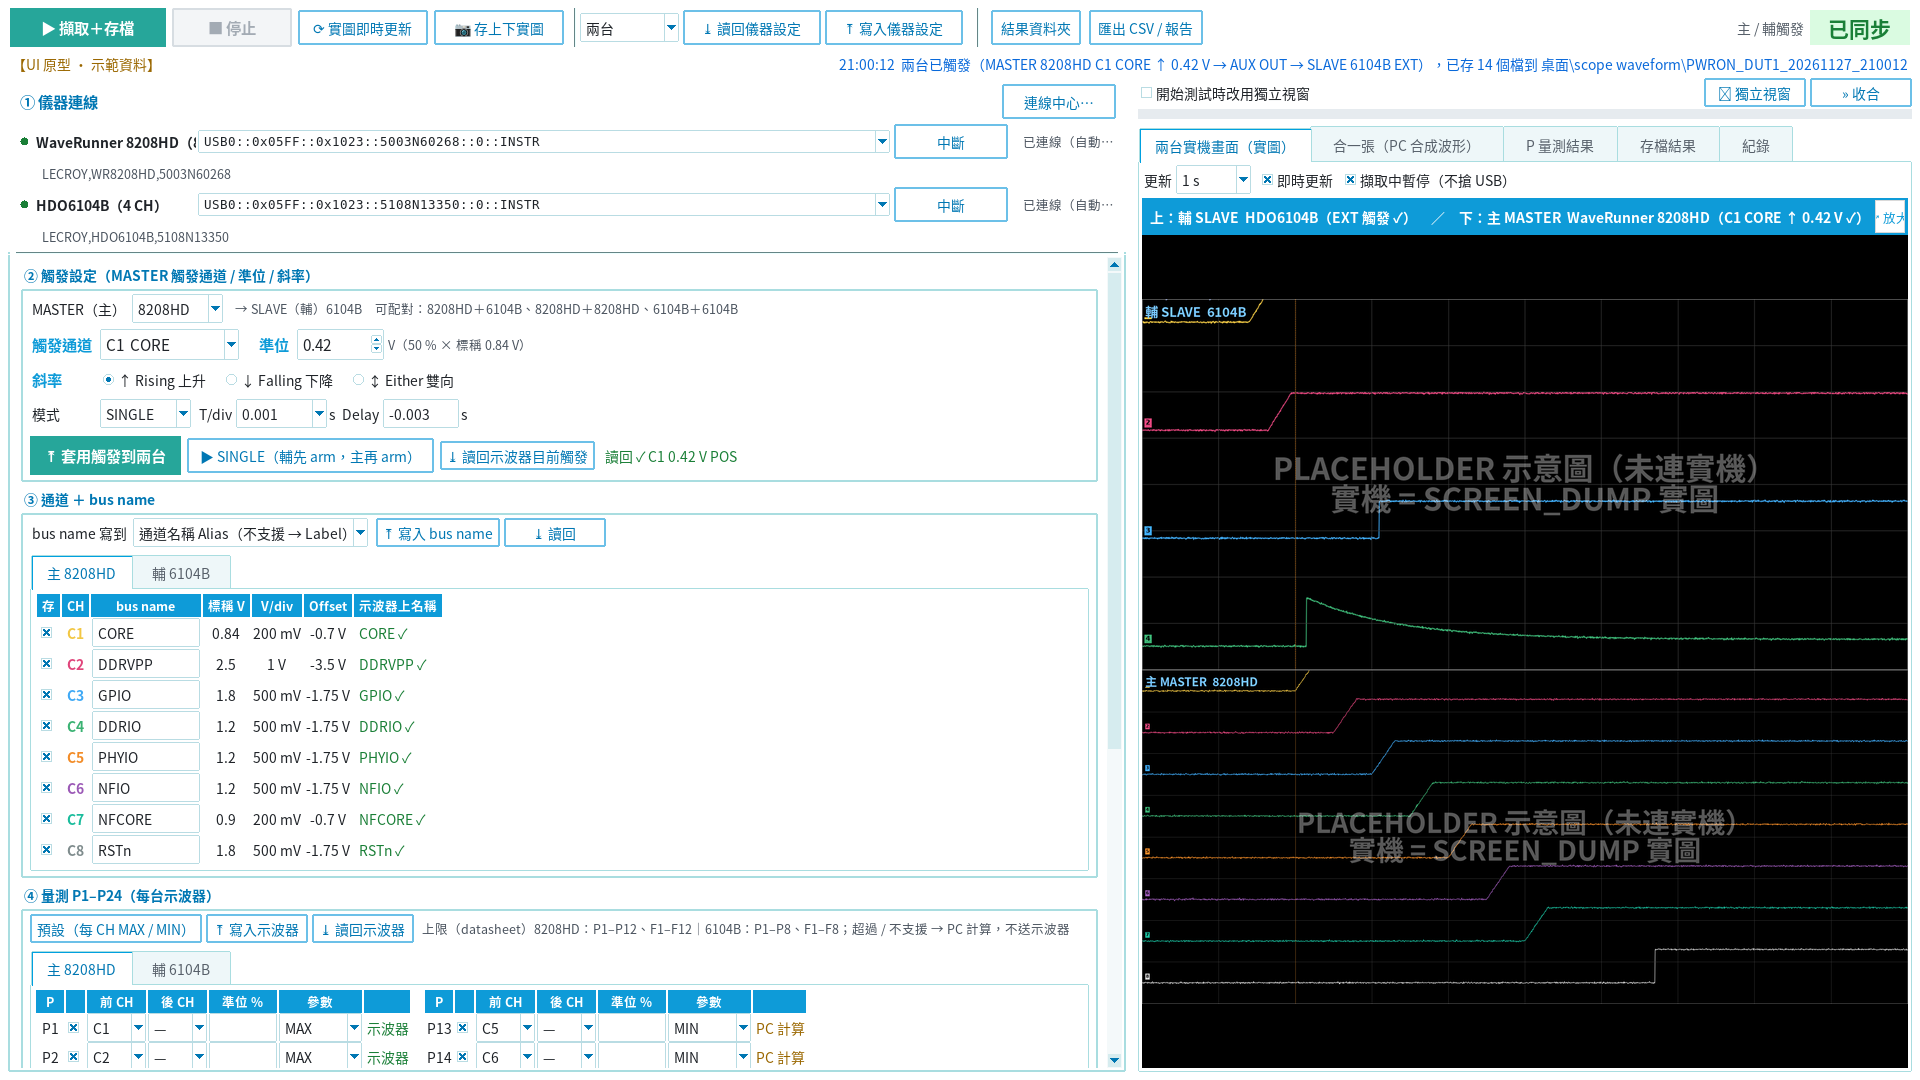 ▶ 擷取＋存檔
■ 停止
⟳ 實圖即時更新
📷 存上下實圖
兩台
⤓ 讀回儀器設定
⤒ 寫入儀器設定
結果資料夾
匯出 CSV / 報告
主 / 輔觸發
已同步
【UI 原型 · 示範資料】
21:00:12 兩台已觸發（MASTER 8208HD C1 CORE ↑ 0.42 V → AUX OUT → SLAVE 6104B EXT），已存 14 個檔到 桌面\scope waveform\PWRON_DUT1_20261127_210012
① 儀器連線
連線中心…
WaveRunner 8208HD（8
USB0::0x05FF::0x1023::5003N60268::0::INSTR
中斷
已連線（自動…
LECROY,WR8208HD,5003N60268
HDO6104B（4 CH）
USB0::0x05FF::0x1023::5108N13350::0::INSTR
中斷
已連線（自動…
LECROY,HDO6104B,5108N13350
② 觸發設定（MASTER 觸發通道 / 準位 / 斜率）
MASTER（主）
8208HD
→ SLAVE（輔）6104B　可配對：8208HD＋6104B、8208HD＋8208HD、6104B＋6104B
觸發通道
C1 CORE
準位
0.42
V（50 % × 標稱 0.84 V）
斜率
↑ Rising 上升
↓ Falling 下降
↕ Either 雙向
模式
SINGLE
T/div
0.001
s
Delay
-0.003
s
⤒ 套用觸發到兩台
▶ SINGLE（輔先 arm，主再 arm）
⤓ 讀回示波器目前觸發
讀回 ✓ C1 0.42 V POS
③ 通道 ＋ bus name
bus name 寫到
通道名稱 Alias（不支援 → Label）
⤒ 寫入 bus name
⤓ 讀回
主 8208HD
輔 6104B
存 CH bus name 標稱 V V/div Offset 示波器上名稱
C1 CORE 0.84 200 mV -0.7 V CORE ✓
C2 DDRVPP 2.5 1 V -3.5 V DDRVPP ✓
C3 GPIO 1.8 500 mV -1.75 V GPIO ✓
C4 DDRIO 1.2 500 mV -1.75 V DDRIO ✓
C5 PHYIO 1.2 500 mV -1.75 V PHYIO ✓
C6 NFIO 1.2 500 mV -1.75 V NFIO ✓
C7 NFCORE 0.9 200 mV -0.7 V NFCORE ✓
C8 RSTn 1.8 500 mV -1.75 V RSTn ✓
④ 量測 P1–P24（每台示波器）
預設（每 CH MAX / MIN）
⤒ 寫入示波器
⤓ 讀回示波器
上限（datasheet）8208HD：P1–P12、F1–F12｜6104B：P1–P8、F1–F8；超過 / 不支援 → PC 計算，不送示波器
主 8208HD
輔 6104B
P 前 CH 後 CH 準位 % 參數 P 前 CH 後 CH 準位 % 參數
P1 C1 — MAX 示波器 P13 C5 — MIN PC 計算
P2 C2 — MAX 示波器 P14 C6 — MIN PC 計算
開始測試時改用獨立視窗
獨立視窗
» 收合
兩台實機畫面（實圖）
合一張（PC 合成波形）
P 量測結果
存檔結果
紀錄
更新
1 s
即時更新
擷取中暫停（不搶 USB）
上：輔 SLAVE HDO6104B（EXT 觸發 ✓）　／　下：主 MASTER WaveRunner 8208HD（C1 CORE ↑ 0.42 V ✓）
放大
輔 SLAVE 6104B
2
PLACEHOLDER 示意圖（未連實機）
實機 = SCREEN_DUMP 實圖
3
4
主 MASTER 8208HD
PLACEHOLDER 示意圖（未連實機）
實機 = SCREEN_DUMP 實圖